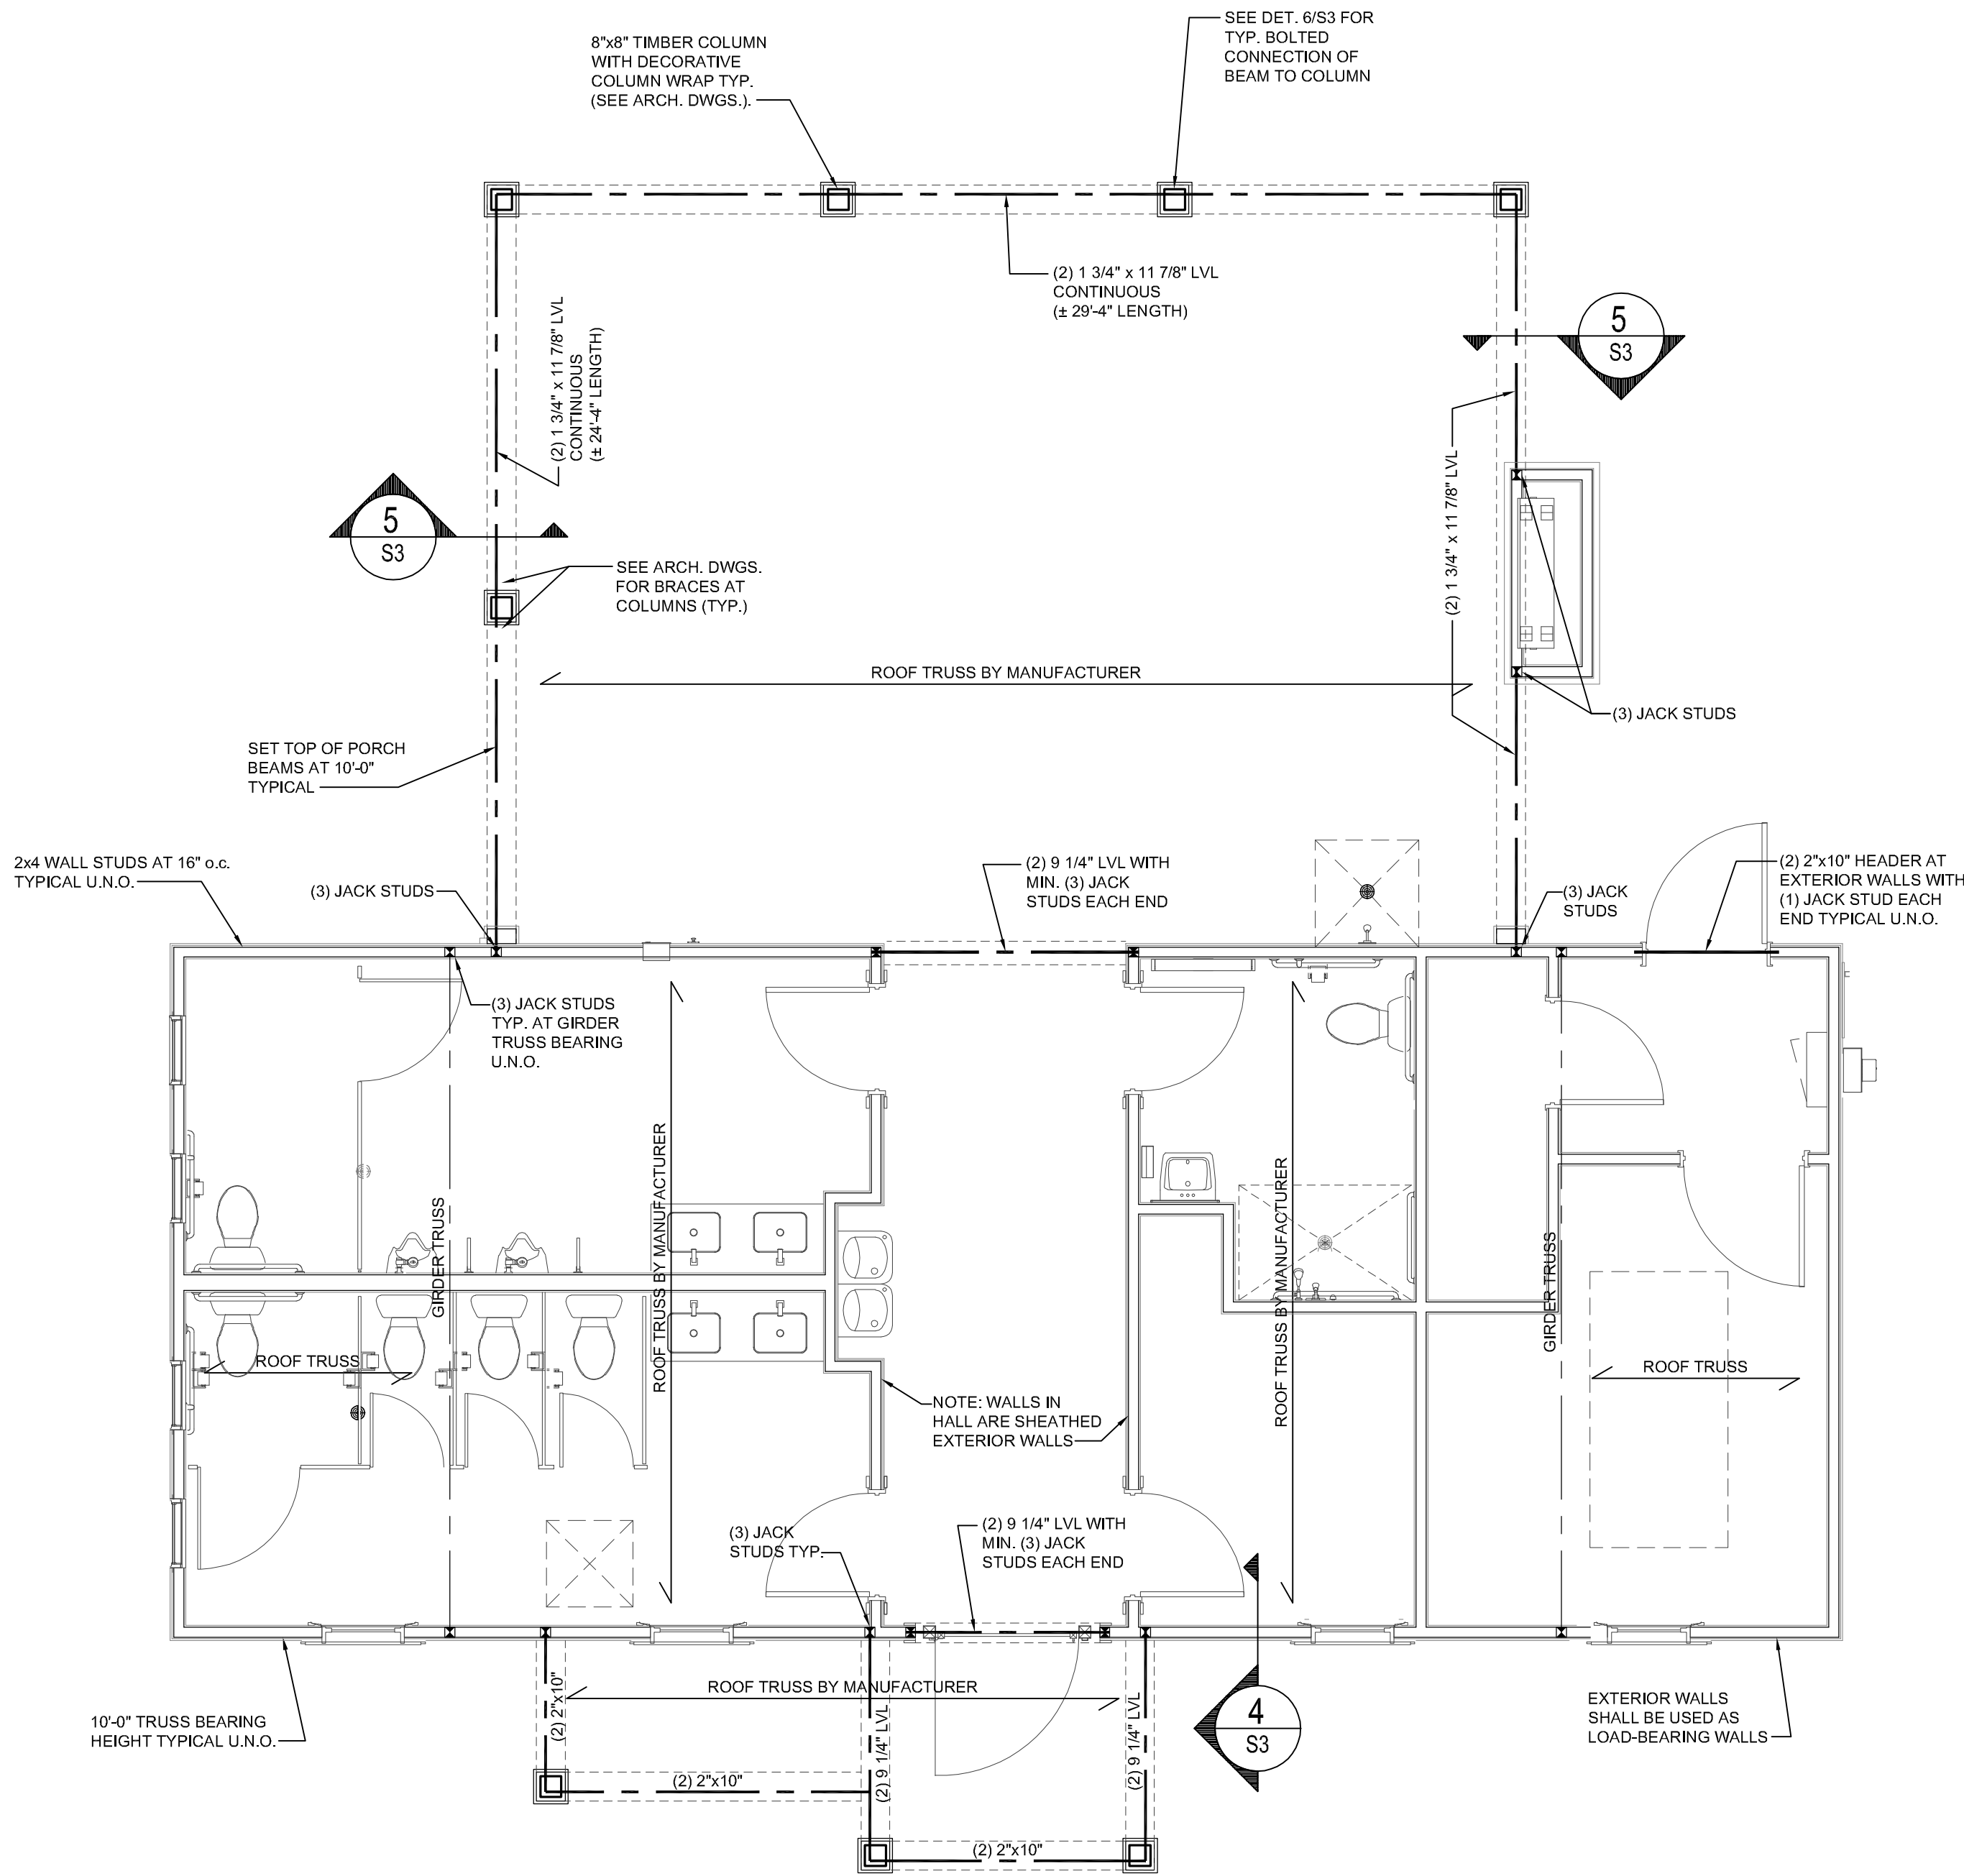 8"x8" TIMBER COLUMN
WITH DECORATIVE
COLUMN WRAP TYP.
(SEE ARCH. DWGS.).
SEE DET. 6/S3 FOR
TYP. BOLTED
CONNECTION OF
BEAM TO COLUMN
(2) 1 3/4" x 11 7/8" LVL
CONTINUOUS
(± 29'-4" LENGTH)
(2) 1 3/4" x 11 7/8" LVL
CONTINUOUS
(± 24'-4" LENGTH)
5
S3
5
S3
(2) 1 3/4" x 11 7/8" LVL
SEE ARCH. DWGS.
FOR BRACES AT
COLUMNS (TYP.)
ROOF TRUSS BY MANUFACTURER
(3) JACK STUDS
SET TOP OF PORCH
BEAMS AT 10'-0"
TYPICAL
2x4 WALL STUDS AT 16" o.c.
TYPICAL U.N.O.
(3) JACK STUDS
(2) 9 1/4" LVL WITH
MIN. (3) JACK
STUDS EACH END
(3) JACK
STUDS
(2) 2"x10" HEADER AT
EXTERIOR WALLS WITH
(1) JACK STUD EACH
END TYPICAL U.N.O.
(3) JACK STUDS
TYP. AT GIRDER
TRUSS BEARING
U.N.O.
GIRDER TRUSS
ROOF TRUSS BY MANUFACTURER
ROOF TRUSS BY MANUFACTURER
GIRDER TRUSS
ROOF TRUSS
ROOF TRUSS
NOTE: WALLS IN
HALL ARE SHEATHED
EXTERIOR WALLS
(3) JACK
STUDS TYP.
(2) 9 1/4" LVL WITH
MIN. (3) JACK
STUDS EACH END
10'-0" TRUSS BEARING
HEIGHT TYPICAL U.N.O.
(2) 2"x10"
ROOF TRUSS BY MANUFACTURER
(2) 9 1/4" LVL
(2) 9 1/4" LVL
4
S3
EXTERIOR WALLS
SHALL BE USED AS
LOAD-BEARING WALLS
(2) 2"x10"
(2) 2"x10"